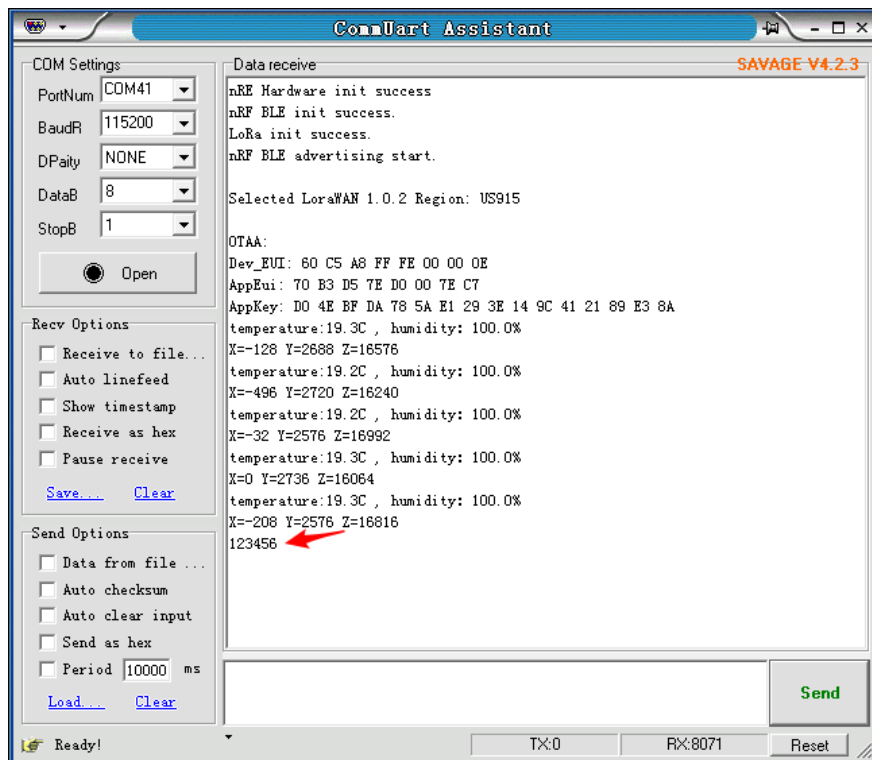 CommUart Assistant
COM Settings
PortNum COM41
BaudR 115200
DPaity NONE
DataB 8
StopB 1
Open
Recv Options
Receive to file...
Auto linefeed
Show timestamp
Receive as hex
Pause receive
Save... Clear
Send Options
Data from file ...
Auto checksum
Auto clear input
Send as hex
Period 10000 ms
Load... Clear
Data receive
SAVAGE V4.2.3
nRE Hardware init success
nRF BLE init success.
LoRa init success.
nRF BLE advertising start.
Selected LoraWAN 1.0.2 Region: US915
OTAA:
Dev_EUI: 60 C5 A8 FF FE 00 00 0E
AppEui: 70 B3 D5 7E D0 00 7E C7
AppKey: D0 4E BF DA 78 5A E1 29 3E 14 9C 41 21 89 E3 8A
temperature:19.3C , humidity: 100.0%
X=-128 Y=2688 Z=16576
temperature:19.2C , humidity: 100.0%
X=-496 Y=2720 Z=16240
temperature:19.2C , humidity: 100.0%
X=-32 Y=2576 Z=16992
temperature:19.3C , humidity: 100.0%
X=0 Y=2736 Z=16064
temperature:19.3C , humidity: 100.0%
X=-208 Y=2576 Z=16816
123456
Send
Ready!
TX:0
RX:8071
Reset